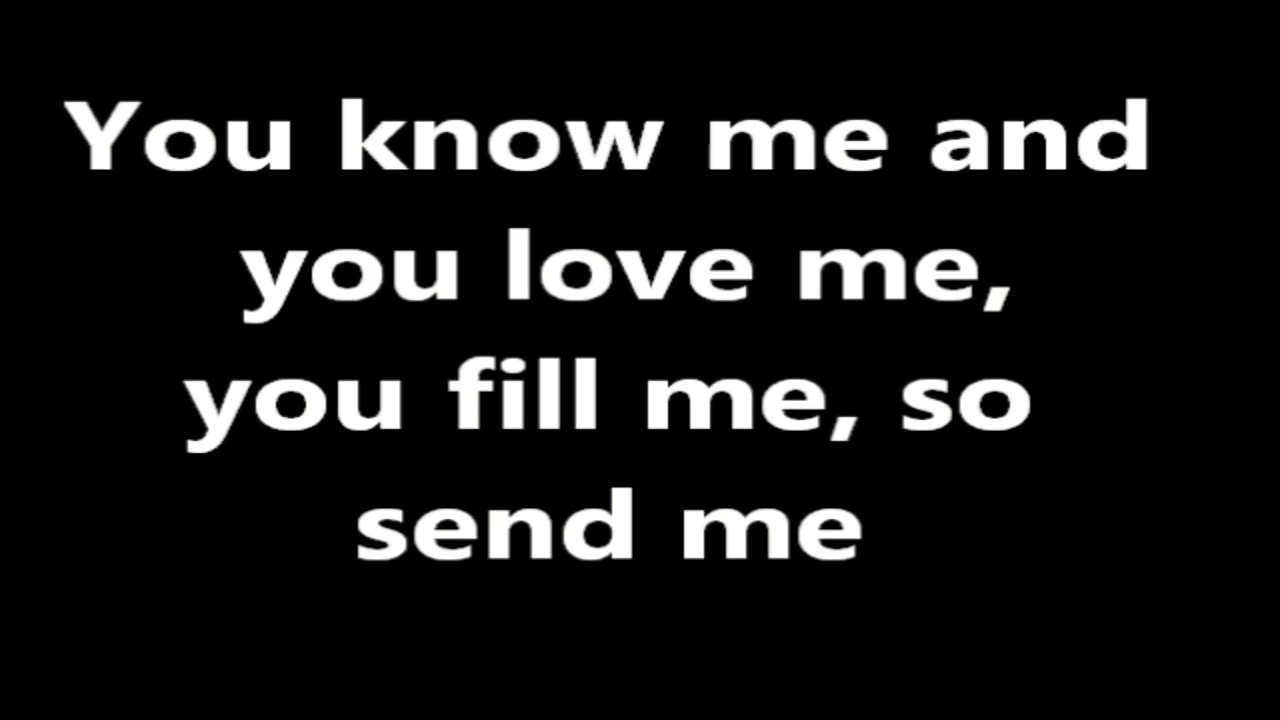 You know me and
you love me,
you fill me, so
send me